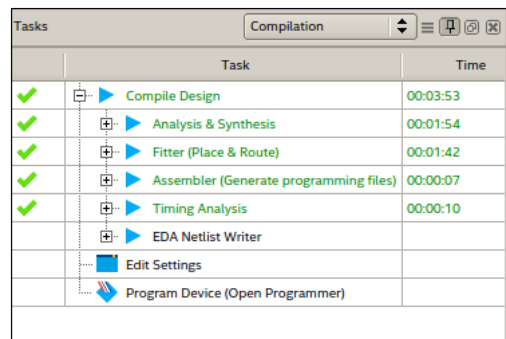 Tasks Compilation
Task Time
Compile Design 00:03:53
Analysis & Synthesis 00:01:54
Fitter (Place & Route) 00:01:42
Assembler (Generate programming files) 00:00:07
Timing Analysis 00:00:10
EDA Netlist Writer
Edit Settings
Program Device (Open Programmer)